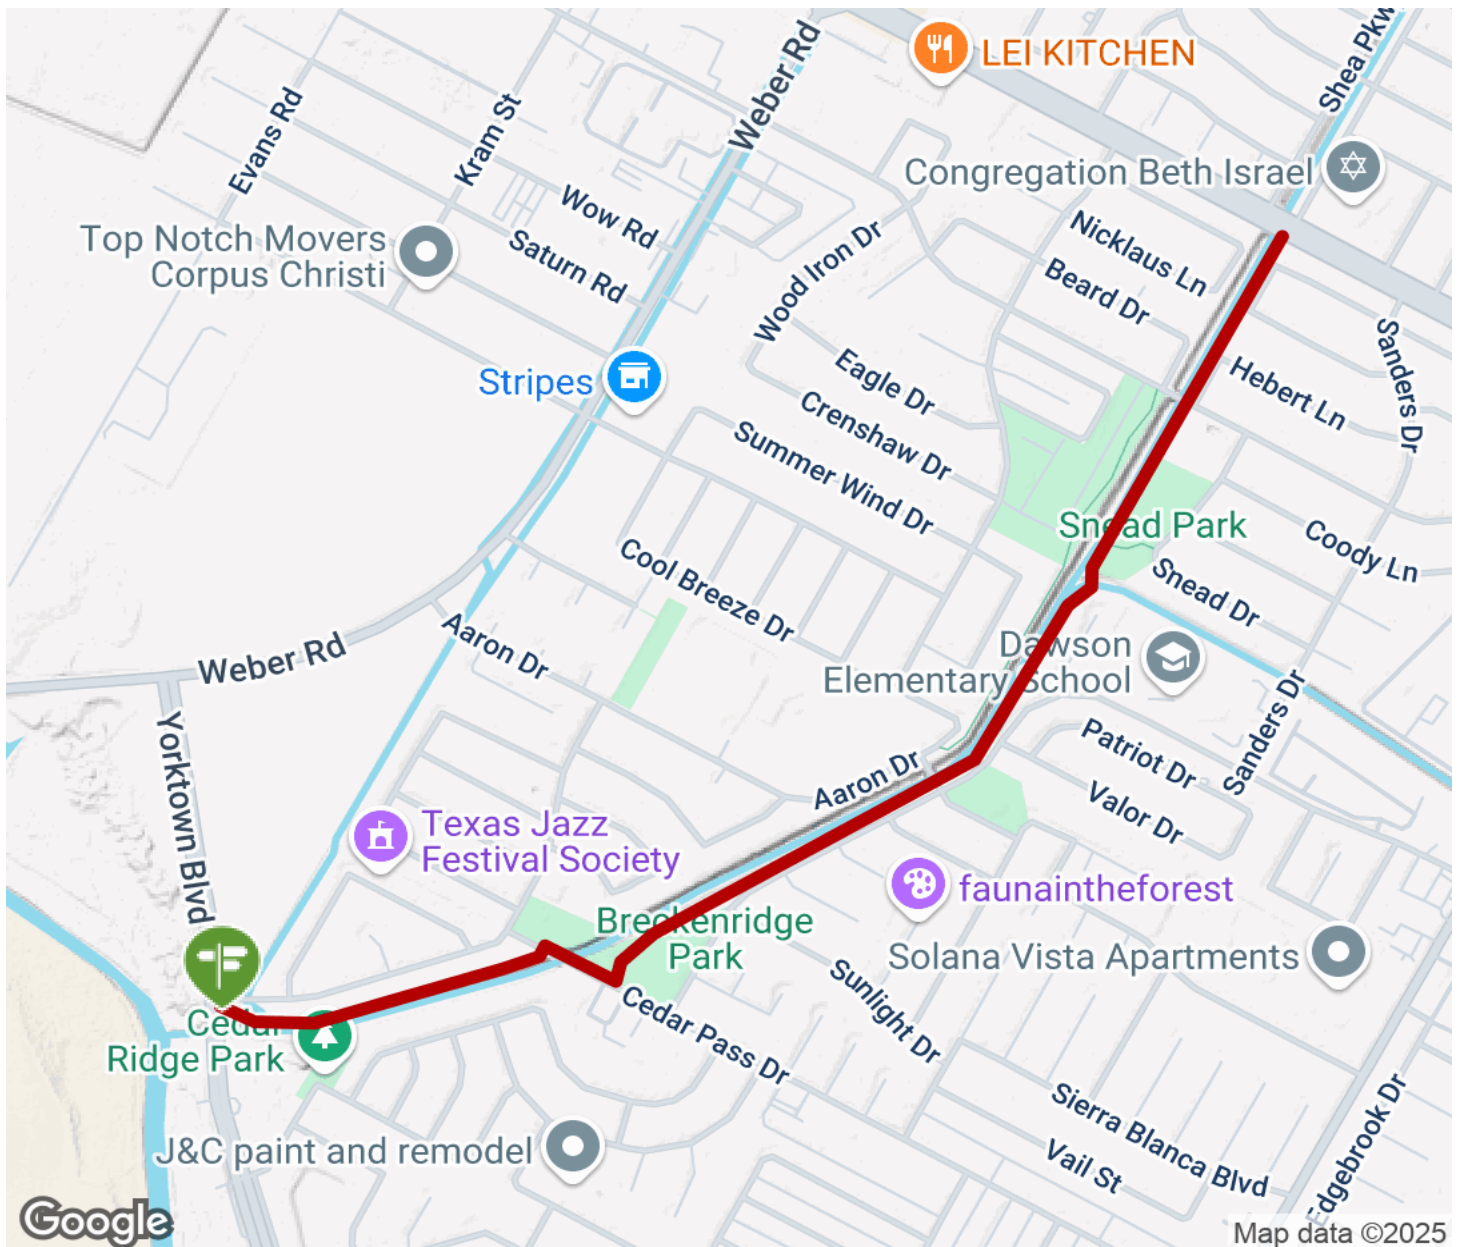 Shea Pkw
LEI KITCHEN
Weber Rd
Evans Rd
Kram St
Congregation Beth Israel
Wow Rd
Nicklaus Ln
Top Notch Movers
Corpus Christi
Saturn Rd
Wood Iron Dr
Beard Dr
Sanders Dr
Stripes
Eagle Dr
Hebert Ln
Crenshaw Dr
Summer Wind Dr
Snead Park
Coody Ln
Cool Breeze Dr
Snead Dr
Aaron Dr
Weber Rd
Dawson
Elementary School
Sanders Dr
Patriot Dr
Yorktown Blvd
Aaron Dr
Valor Dr
Texas Jazz
Festival Society
faunaintheforest
Breckenridge
Park
Solana Vista Apartments
Sunlight Dr
Cedar Pass Dr
Cedar
Ridge Park
Sierra Blanca Blvd
Edgebrook Dr
J&C paint and remodel
Vail St
Google
Map data ©2025